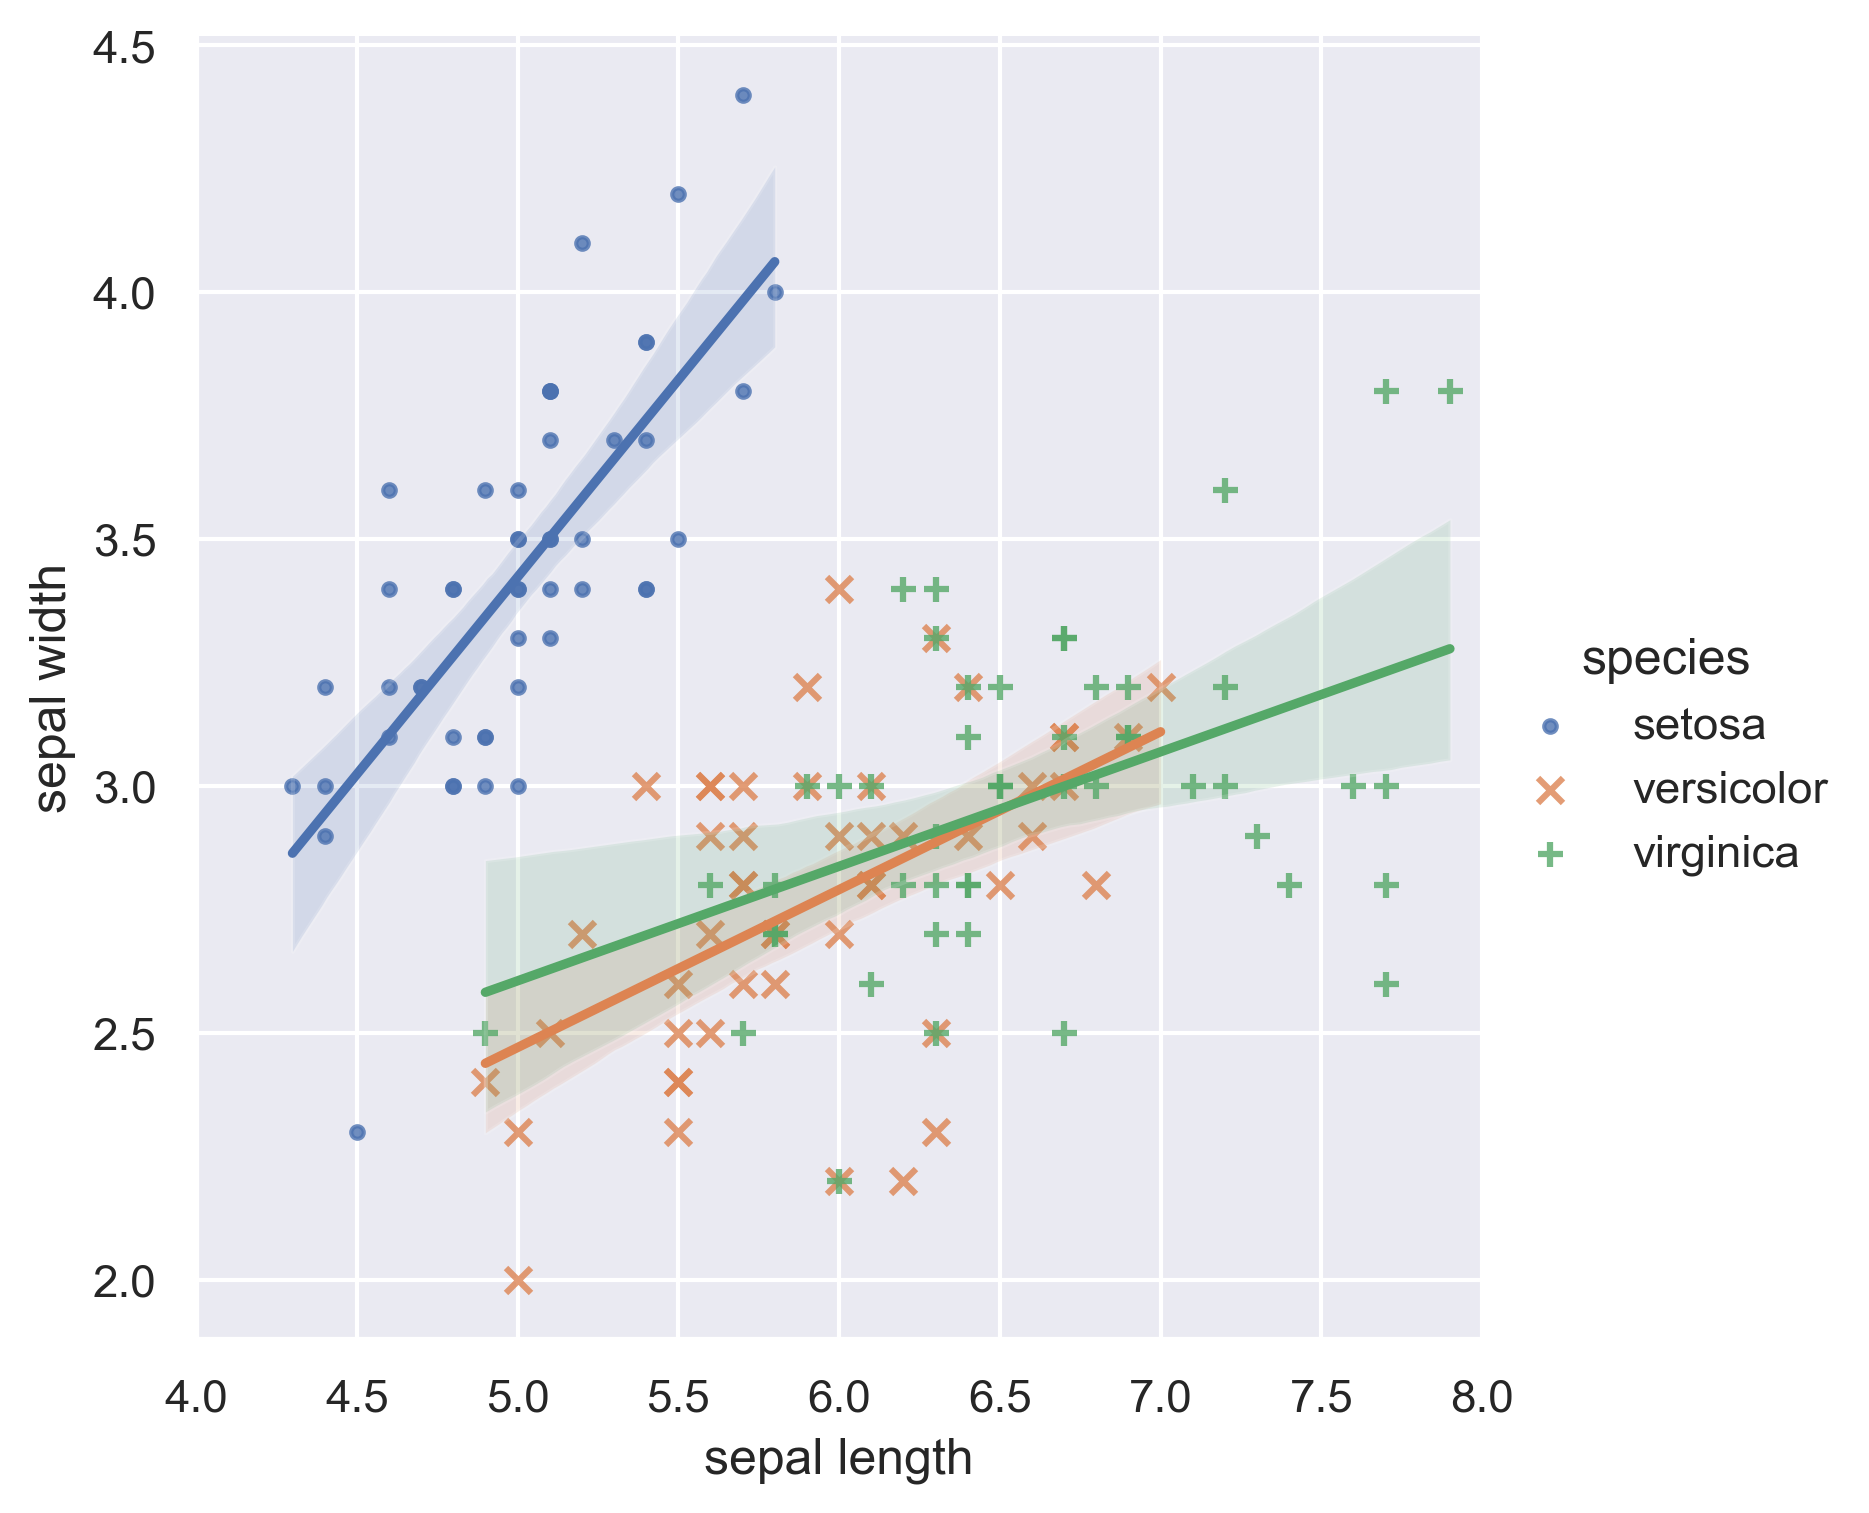 4.5
4.0
3.5
3.0
2.5
2.0
sepal width
4.0 4.5 5.0 5.5 6.0 6.5 7.0 7.5 8.0
sepal length
species
setosa
versicolor
virginica